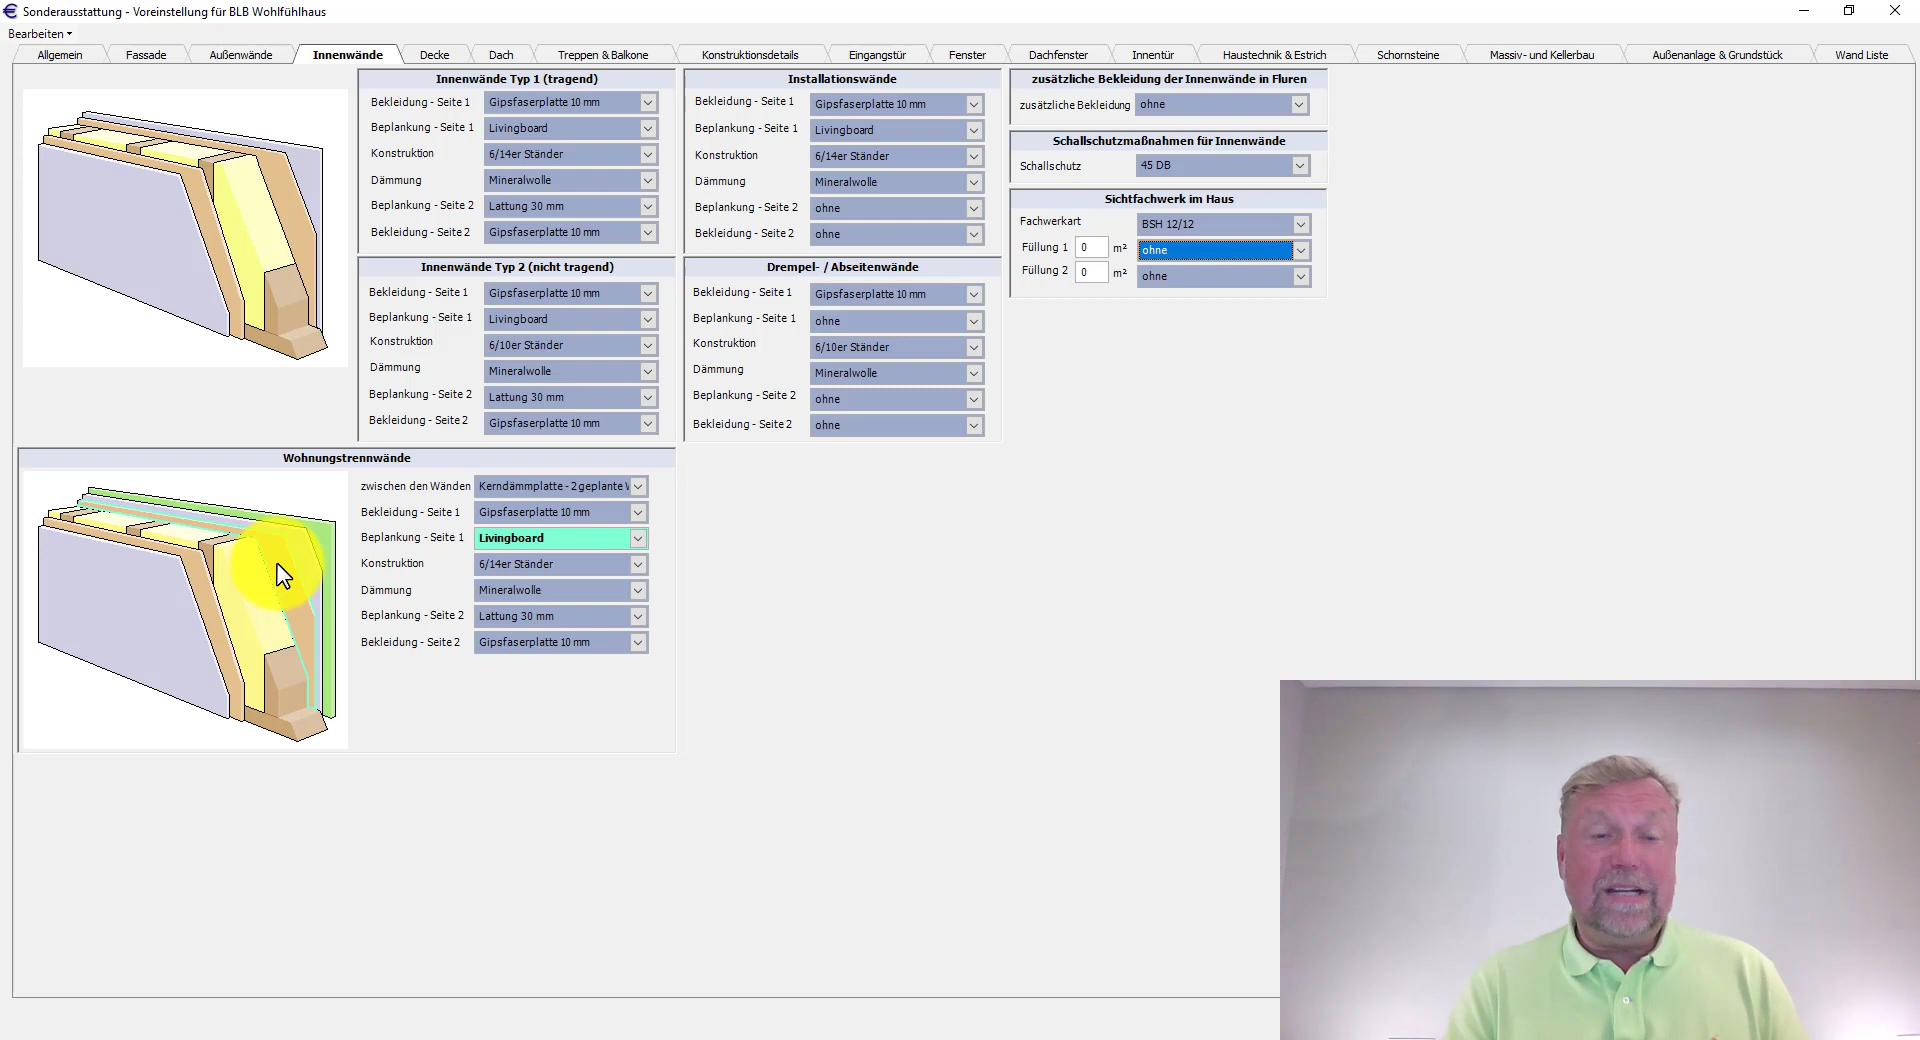 Sonderausstattung - Voreinstellung für BLB Wohlfühlhaus
Bearbeiten
Allgemein Fassade Außenwände Innenwände Decke Dach Treppen & Balkone Konstruktionsdetails Eingangstür Fenster Dachfenster Innentür Haustechnik & Estrich Schornsteine Massiv- und Kellerbau Außenanlage & Grundstück Wand Liste
Innenwände Typ 1 (tragend)
Bekleidung - Seite 1 Gipsfaserplatte 10 mm
Beplankung - Seite 1 Livingboard
Konstruktion 6/14er Ständer
Dämmung Mineralwolle
Beplankung - Seite 2 Lattung 30 mm
Bekleidung - Seite 2 Gipsfaserplatte 10 mm
Innenwände Typ 2 (nicht tragend)
Bekleidung - Seite 1 Gipsfaserplatte 10 mm
Beplankung - Seite 1 Livingboard
Konstruktion 6/10er Ständer
Dämmung Mineralwolle
Beplankung - Seite 2 Lattung 30 mm
Bekleidung - Seite 2 Gipsfaserplatte 10 mm
Installationswände
Bekleidung - Seite 1 Gipsfaserplatte 10 mm
Beplankung - Seite 1 Livingboard
Konstruktion 6/14er Ständer
Dämmung Mineralwolle
Beplankung - Seite 2 ohne
Bekleidung - Seite 2 ohne
Drempel- / Abseitenwände
Bekleidung - Seite 1 Gipsfaserplatte 10 mm
Beplankung - Seite 1 ohne
Konstruktion 6/10er Ständer
Dämmung Mineralwolle
Beplankung - Seite 2 ohne
Bekleidung - Seite 2 ohne
zusätzliche Bekleidung der Innenwände in Fluren
zusätzliche Bekleidung ohne
Schallschutzmaßnahmen für Innenwände
Schallschutz 45 DB
Sichtfachwerk im Haus
Fachwerkart BSH 12/12
Füllung 1 0 m² ohne
Füllung 2 0 m² ohne
Wohnungstrennwände
zwischen den Wänden Kerndämmplatte - 2 geplante
Bekleidung - Seite 1 Gipsfaserplatte 10 mm
Beplankung - Seite 1 Livingboard
Konstruktion 6/14er Ständer
Dämmung Mineralwolle
Beplankung - Seite 2 Lattung 30 mm
Bekleidung - Seite 2 Gipsfaserplatte 10 mm